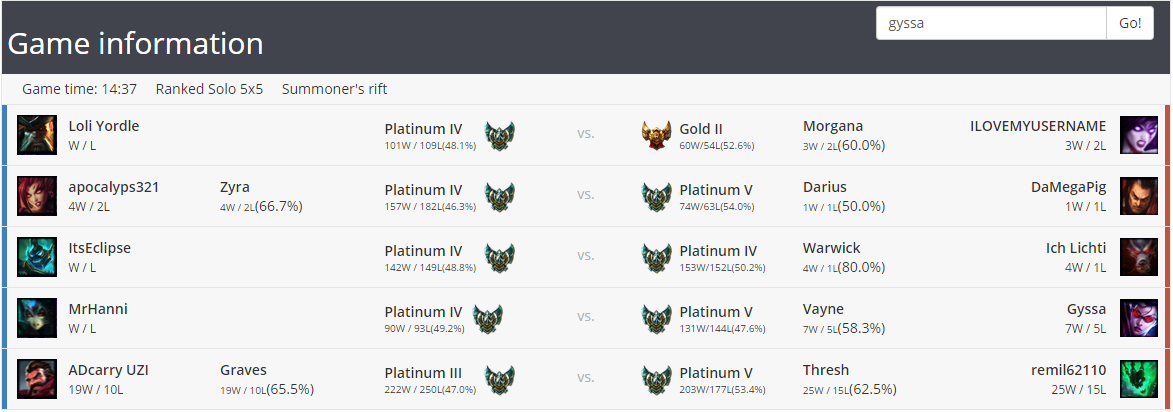 gyssa
Go!
Game information
Game time: 14:37 Ranked Solo 5x5 Summoner's rift
Loli Yordle
W / L
Platinum IV
101W / 109L(48.1%)
vs.
Gold II
60W/54L(52.6%)
Morgana
3W / 2L(60.0%)
ILOVEMYUSERNAME
3W / 2L
apocalyps321
4W / 2L
Zyra
4W / 2L(66.7%)
Platinum IV
157W / 182L(46.3%)
vs.
Platinum V
74W/63L(54.0%)
Darius
1W / 1L(50.0%)
DaMegaPig
1W / 1L
ItsEclipse
W / L
Platinum IV
142W / 149L(48.8%)
vs.
Platinum IV
153W/152L(50.2%)
Warwick
4W / 1L(80.0%)
Ich Lichti
4W / 1L
MrHanni
W / L
Platinum IV
90W / 93L(49.2%)
vs.
Platinum V
131W/144L(47.6%)
Vayne
7W / 5L(58.3%)
Gyssa
7W / 5L
ADcarry UZI
19W / 10L
Graves
19W / 10L(65.5%)
Platinum III
222W / 250L(47.0%)
vs.
Platinum V
203W/177L(53.4%)
Thresh
25W / 15L(62.5%)
remil62110
25W / 15L